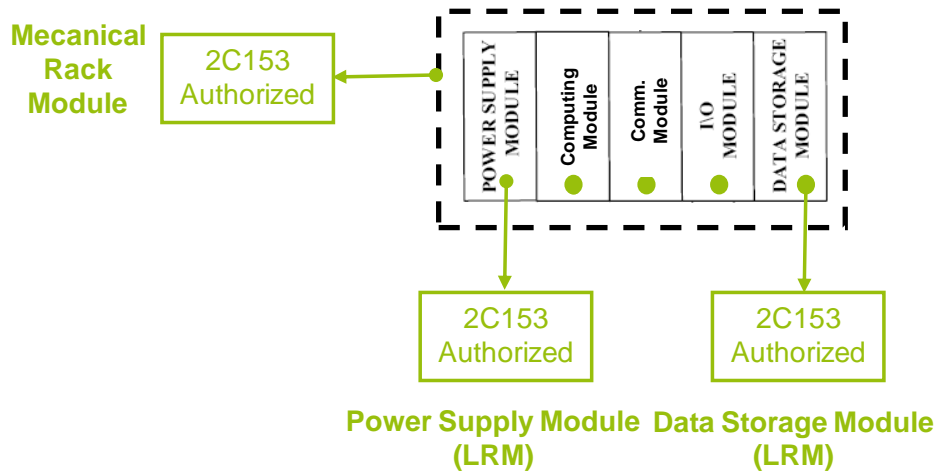 Mecanical
Rack
Module
2C153
Authorized
POWER SUPPLY
MODULE
Computing
Module
Comm.
Module
I\O
MODULE
DATA STORAGE
MODULE
2C153
Authorized
2C153
Authorized
Power Supply Module
(LRM)
Data Storage Module
(LRM)